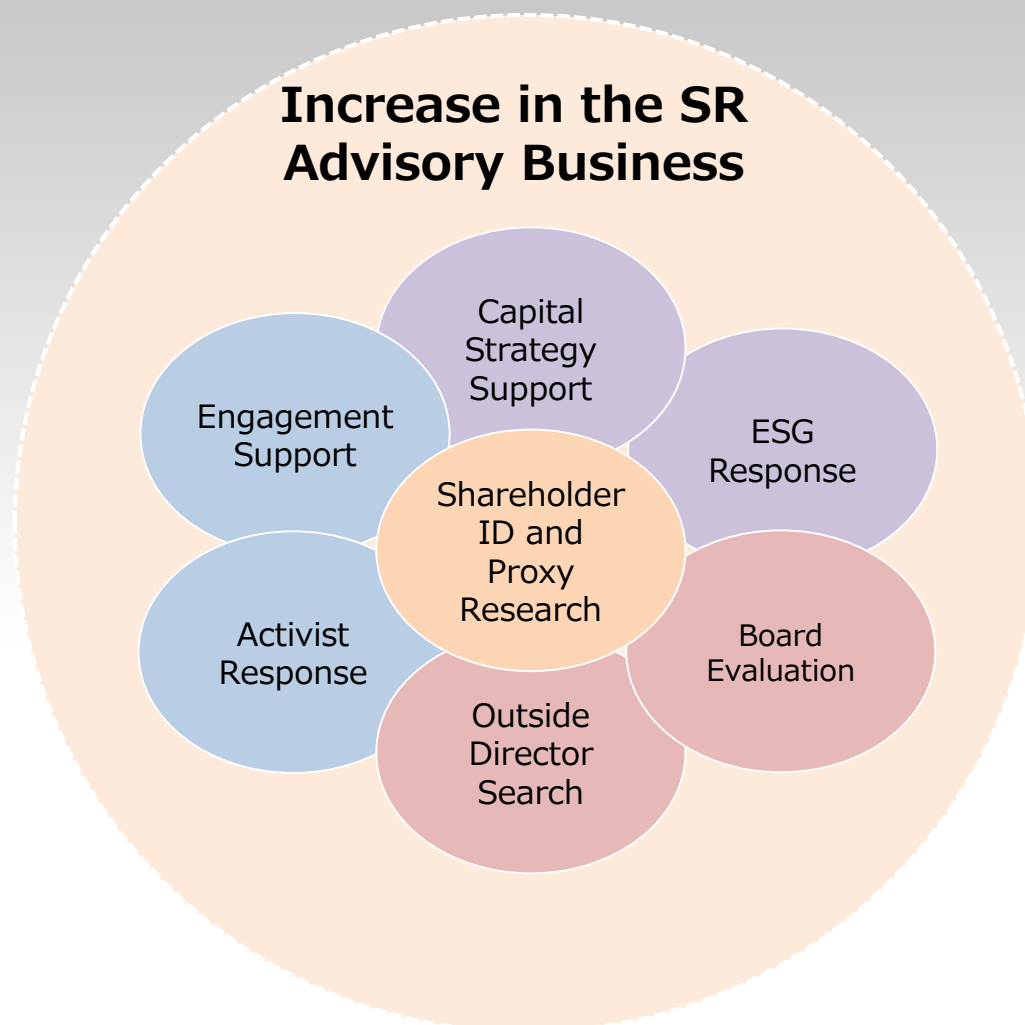 Increase in the SR
Advisory Business
Capital
Strategy
Support
Engagement
Support
ESG
Response
Shareholder
ID and
Proxy
Research
Activist
Response
Board
Evaluation
Outside
Director
Search